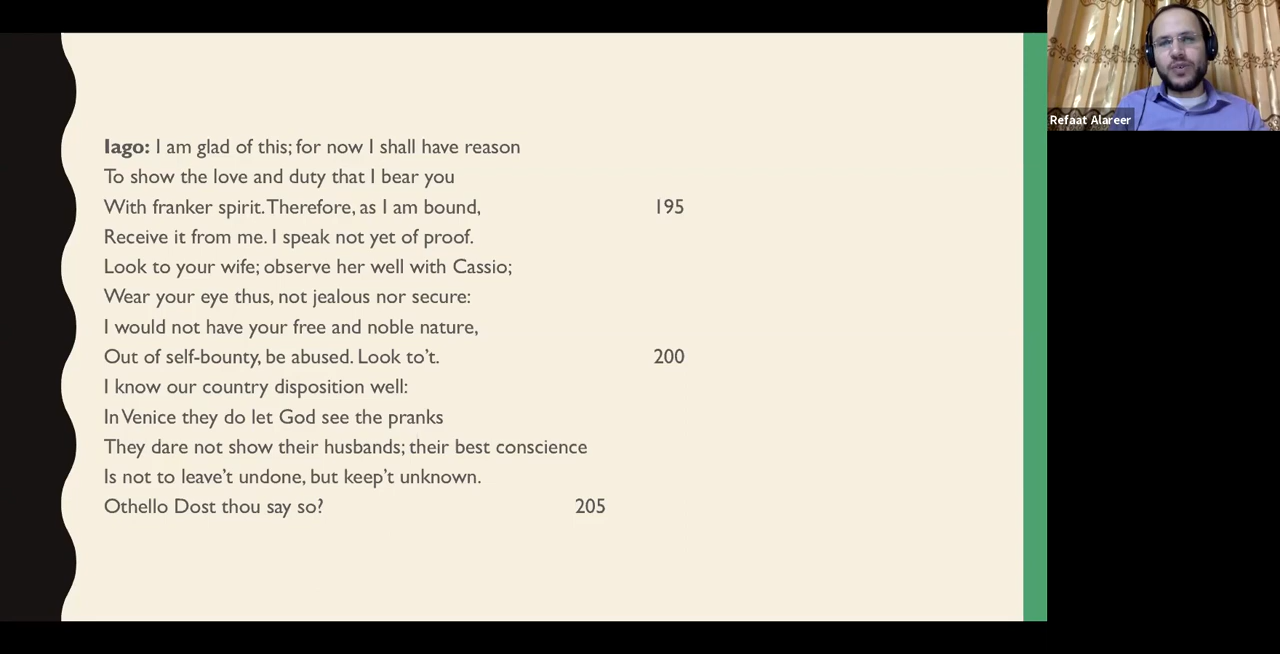 Refaat Alareer
Iago: I am glad of this; for now I shall have reason
To show the love and duty that I bear you
With franker spirit. Therefore, as I am bound, 195
Receive it from me. I speak not yet of proof.
Look to your wife; observe her well with Cassio;
Wear your eye thus, not jealous nor secure:
I would not have your free and noble nature,
Out of self-bounty, be abused. Look to't. 200
I know our country disposition well:
In Venice they do let God see the pranks
They dare not show their husbands; their best conscience
Is not to leave't undone, but keep't unknown.
Othello Dost thou say so? 205